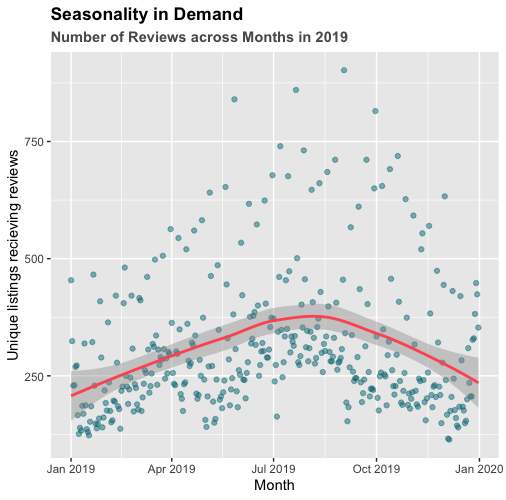 Seasonality in Demand
Number of Reviews across Months in 2019
Unique listings recieving reviews
750
500
250
Jan 2019
Apr 2019
Jul 2019
Oct 2019
Jan 2020
Month